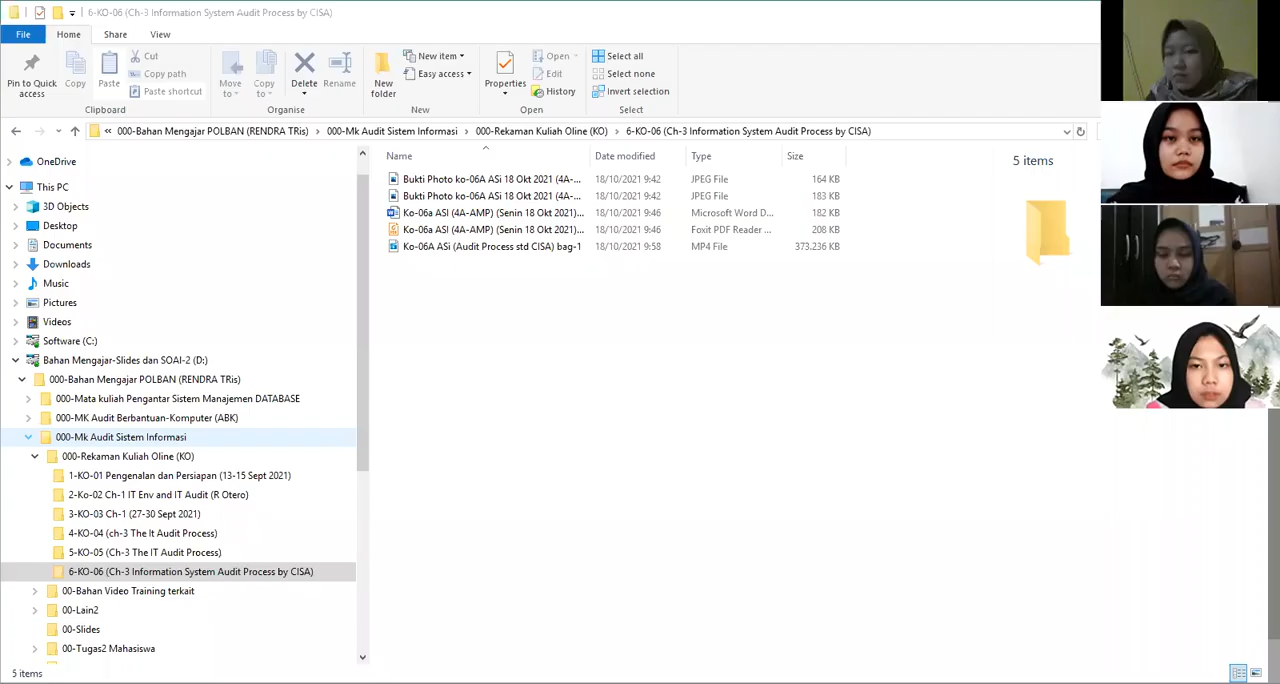 6-KO-06 (Ch-3 Information System Audit Process by CISA)
File Home Share View
Pin to Quick access
Copy
Paste
Cut
Copy path
Paste shortcut
Clipboard
Move to
Copy to
Delete
Rename
Organise
New folder
New item
Easy access
New
Properties
Open
Edit
History
Open
Select all
Select none
Invert selection
Select
« 000-Bahan Mengajar POLBAN (RENDRA TRis) › 000-Mk Audit Sistem Informasi › 000-Rekaman Kuliah Oline (KO) › 6-KO-06 (Ch-3 Information System Audit Process by CISA)
OneDrive
This PC
3D Objects
Desktop
Documents
Downloads
Music
Pictures
Videos
Software (C:)
Bahan Mengajar-Slides dan SOAI-2 (D:)
000-Bahan Mengajar POLBAN (RENDRA TRis)
000-Mata kuliah Pengantar Sistem Manajemen DATABASE
000-MK Audit Berbantuan-Komputer (ABK)
000-Mk Audit Sistem Informasi
000-Rekaman Kuliah Oline (KO)
1-KO-01 Pengenalan dan Persiapan (13-15 Sept 2021)
2-Ko-02 Ch-1 IT Env and IT Audit (R Otero)
3-KO-03 Ch-1 (27-30 Sept 2021)
4-KO-04 (ch-3 The It Audit Process)
5-KO-05 (Ch-3 The IT Audit Process)
6-KO-06 (Ch-3 Information System Audit Process by CISA)
00-Bahan Video Training terkait
00-Lain2
00-Slides
00-Tugas2 Mahasiswa
Name Date modified Type Size
Bukti Photo ko-06A ASi 18 Okt 2021 (4A-... 18/10/2021 9:42 JPEG File 164 KB
Bukti Photo ko-06A ASi 18 Okt 2021 (4A-... 18/10/2021 9:42 JPEG File 183 KB
Ko-06a ASI (4A-AMP) (Senin 18 Okt 2021)... 18/10/2021 9:46 Microsoft Word D... 182 KB
Ko-06a ASI (4A-AMP) (Senin 18 Okt 2021)... 18/10/2021 9:46 Foxit PDF Reader ... 208 KB
Ko-06A ASi (Audit Process std CISA) bag-1 18/10/2021 9:58 MP4 File 373.236 KB
5 items
5 items